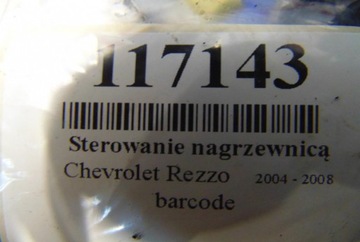 117143
Sterowanie nagrzewnicą
Chevrolet Rezzo 2004 - 2008
barcode